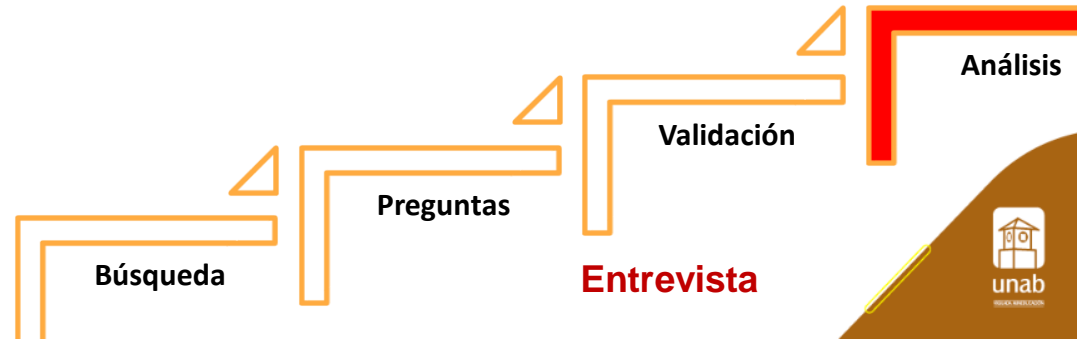 Análisis
Validación
Preguntas
Búsqueda
Entrevista
unab